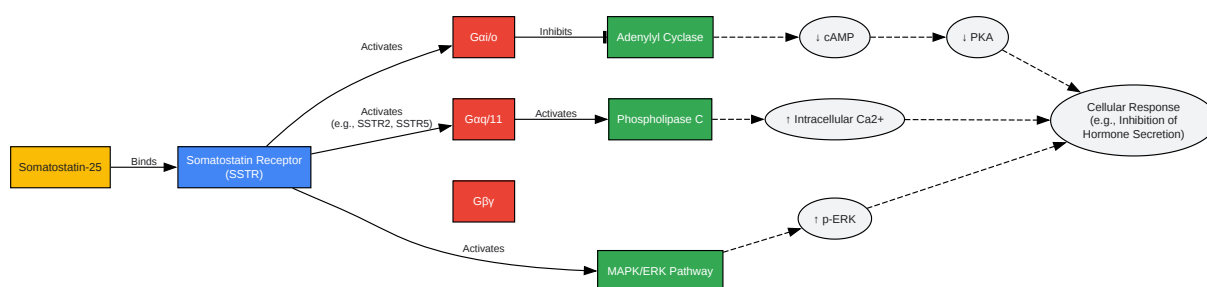 Somatostatin-25
Binds
Somatostatin Receptor
(SSTR)
Activates
Gαi/o
Inhibits
Adenylyl Cyclase
↓ cAMP
↓ PKA
Activates
(e.g., SSTR2, SSTR5)
Gαq/11
Activates
Phospholipase C
↑ Intracellular Ca2+
Cellular Response
(e.g., Inhibition of
Hormone Secretion)
Gβγ
Activates
MAPK/ERK Pathway
↑ p-ERK